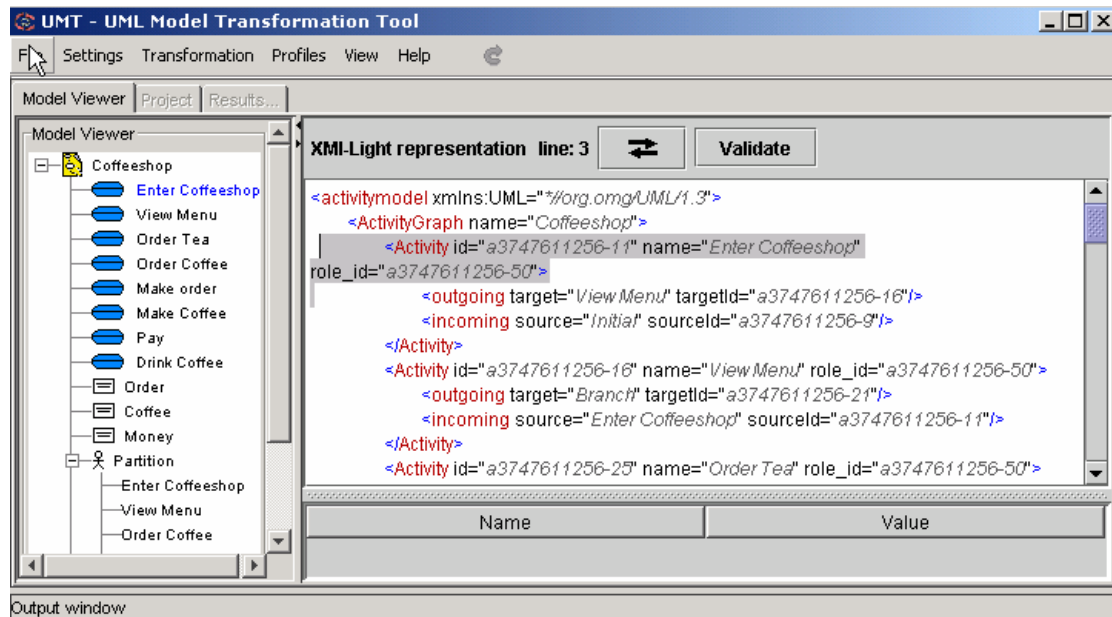 UMT - UML Model Transformation Tool
Settings Transformation Profiles View Help
Model Viewer Project Results...
Model Viewer
Coffeeshop
Enter Coffeeshop
View Menu
Order Tea
Order Coffee
Make order
Make Coffee
Pay
Drink Coffee
Order
Coffee
Money
Partition
Enter Coffeeshop
View Menu
Order Coffee
XMI-Light representation line: 3 Validate
<activitymodel xmlns:UML="*//org.omg/UML/1.3">
<ActivityGraph name="Coffeeshop">
<Activity id="a3747611256-11" name="Enter Coffeeshop"
role_id="a3747611256-50">
<outgoing target="View Menu" targetId="a3747611256-16"/>
<incoming source="Initial" sourceId="a3747611256-9"/>
</Activity>
<Activity id="a3747611256-16" name="View Menu" role_id="a3747611256-50">
<outgoing target="Branch" targetId="a3747611256-21"/>
<incoming source="Enter Coffeeshop" sourceId="a3747611256-11"/>
</Activity>
<Activity id="a3747611256-25" name="Order Tea" role_id="a3747611256-50">
Name Value
Output window